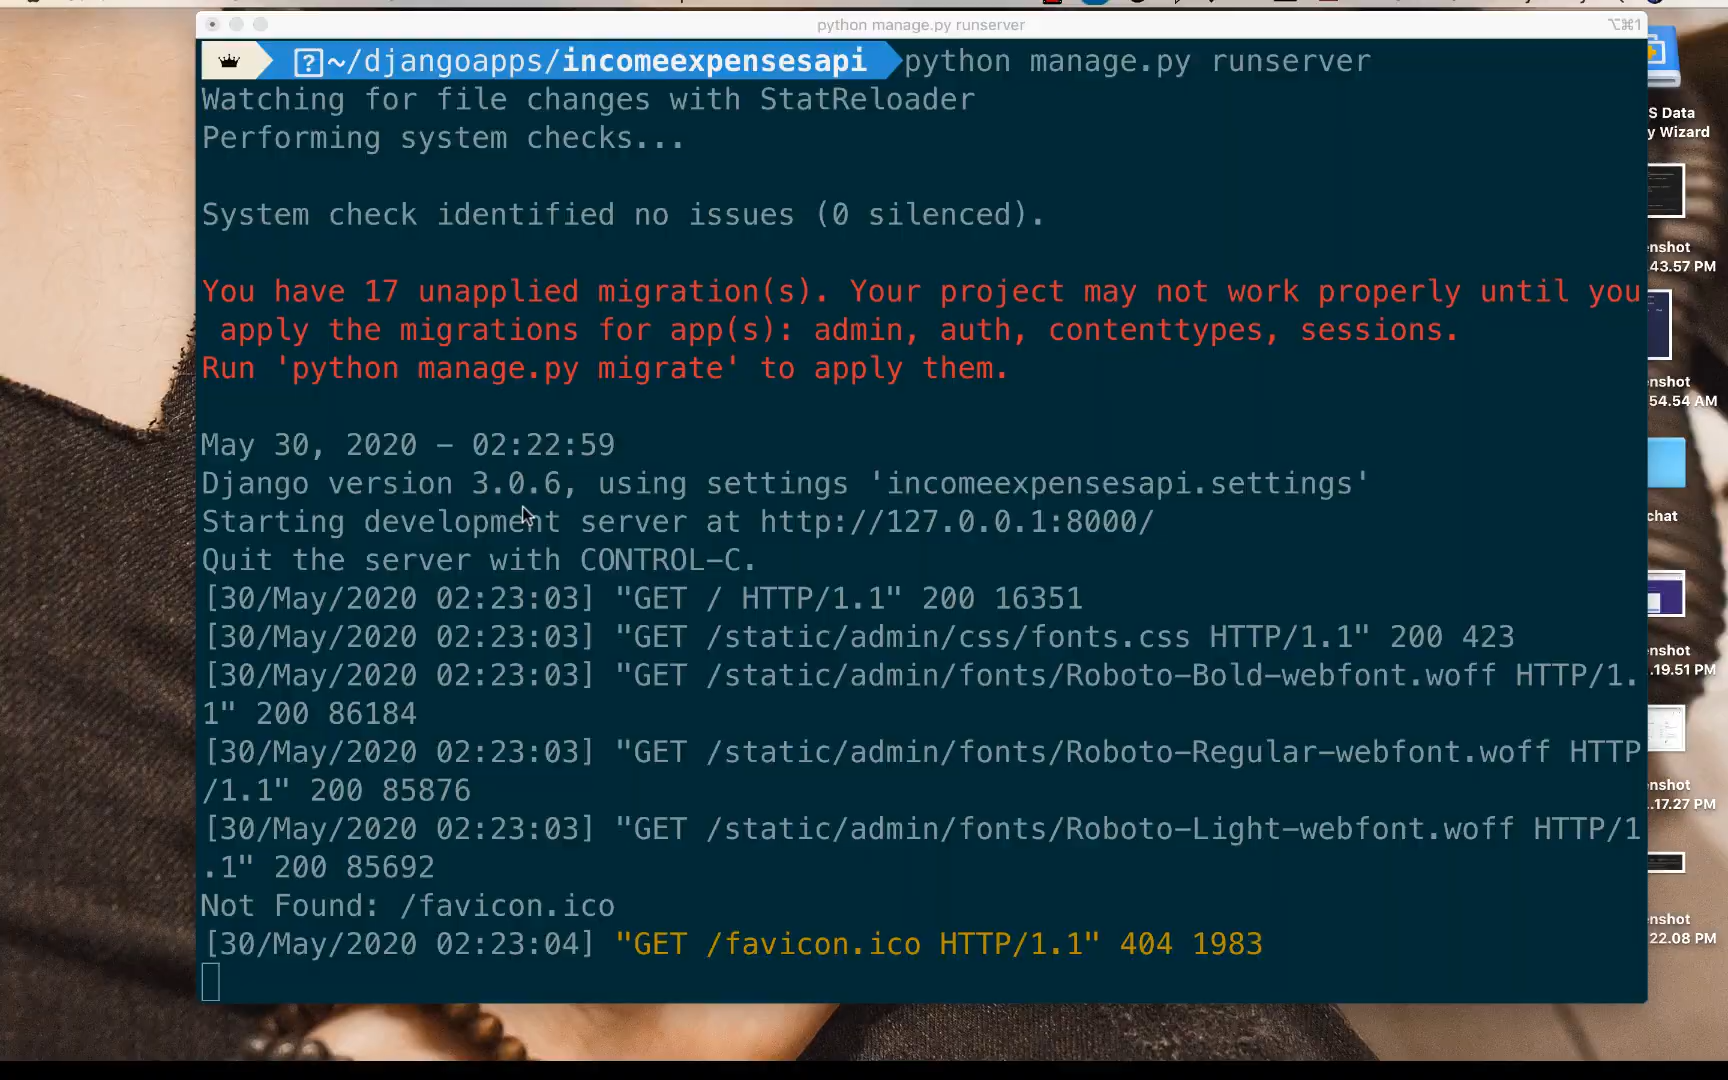 python manage.py runserver
⌥⌘1
?~/djangoapps/incomeexpensesapi python manage.py runserver
Watching for file changes with StatReloader
Performing system checks...
System check identified no issues (0 silenced).
You have 17 unapplied migration(s). Your project may not work properly until you
apply the migrations for app(s): admin, auth, contenttypes, sessions.
Run 'python manage.py migrate' to apply them.
May 30, 2020 - 02:22:59
Django version 3.0.6, using settings 'incomeexpensesapi.settings'
Starting development server at http://127.0.0.1:8000/
Quit the server with CONTROL-C.
[30/May/2020 02:23:03] "GET / HTTP/1.1" 200 16351
[30/May/2020 02:23:03] "GET /static/admin/css/fonts.css HTTP/1.1" 200 423
[30/May/2020 02:23:03] "GET /static/admin/fonts/Roboto-Bold-webfont.woff HTTP/1.
1" 200 86184
[30/May/2020 02:23:03] "GET /static/admin/fonts/Roboto-Regular-webfont.woff HTTP
/1.1" 200 85876
[30/May/2020 02:23:03] "GET /static/admin/fonts/Roboto-Light-webfont.woff HTTP/1
.1" 200 85692
Not Found: /favicon.ico
[30/May/2020 02:23:04] "GET /favicon.ico HTTP/1.1" 404 1983
S Data
y Wizard
enshot
.43.57 PM
enshot
54.54 AM
chat
enshot
.19.51 PM
enshot
.17.27 PM
enshot
22.08 PM